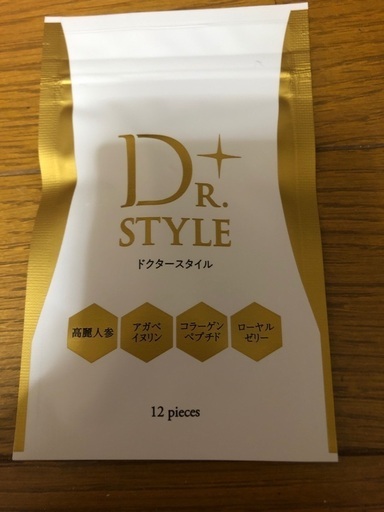 DR.
STYLE
ドクタースタイル
高麗人参
アガベ
イヌリン
コラーゲン
ペプチド
ローヤル
ゼリー
12 pieces